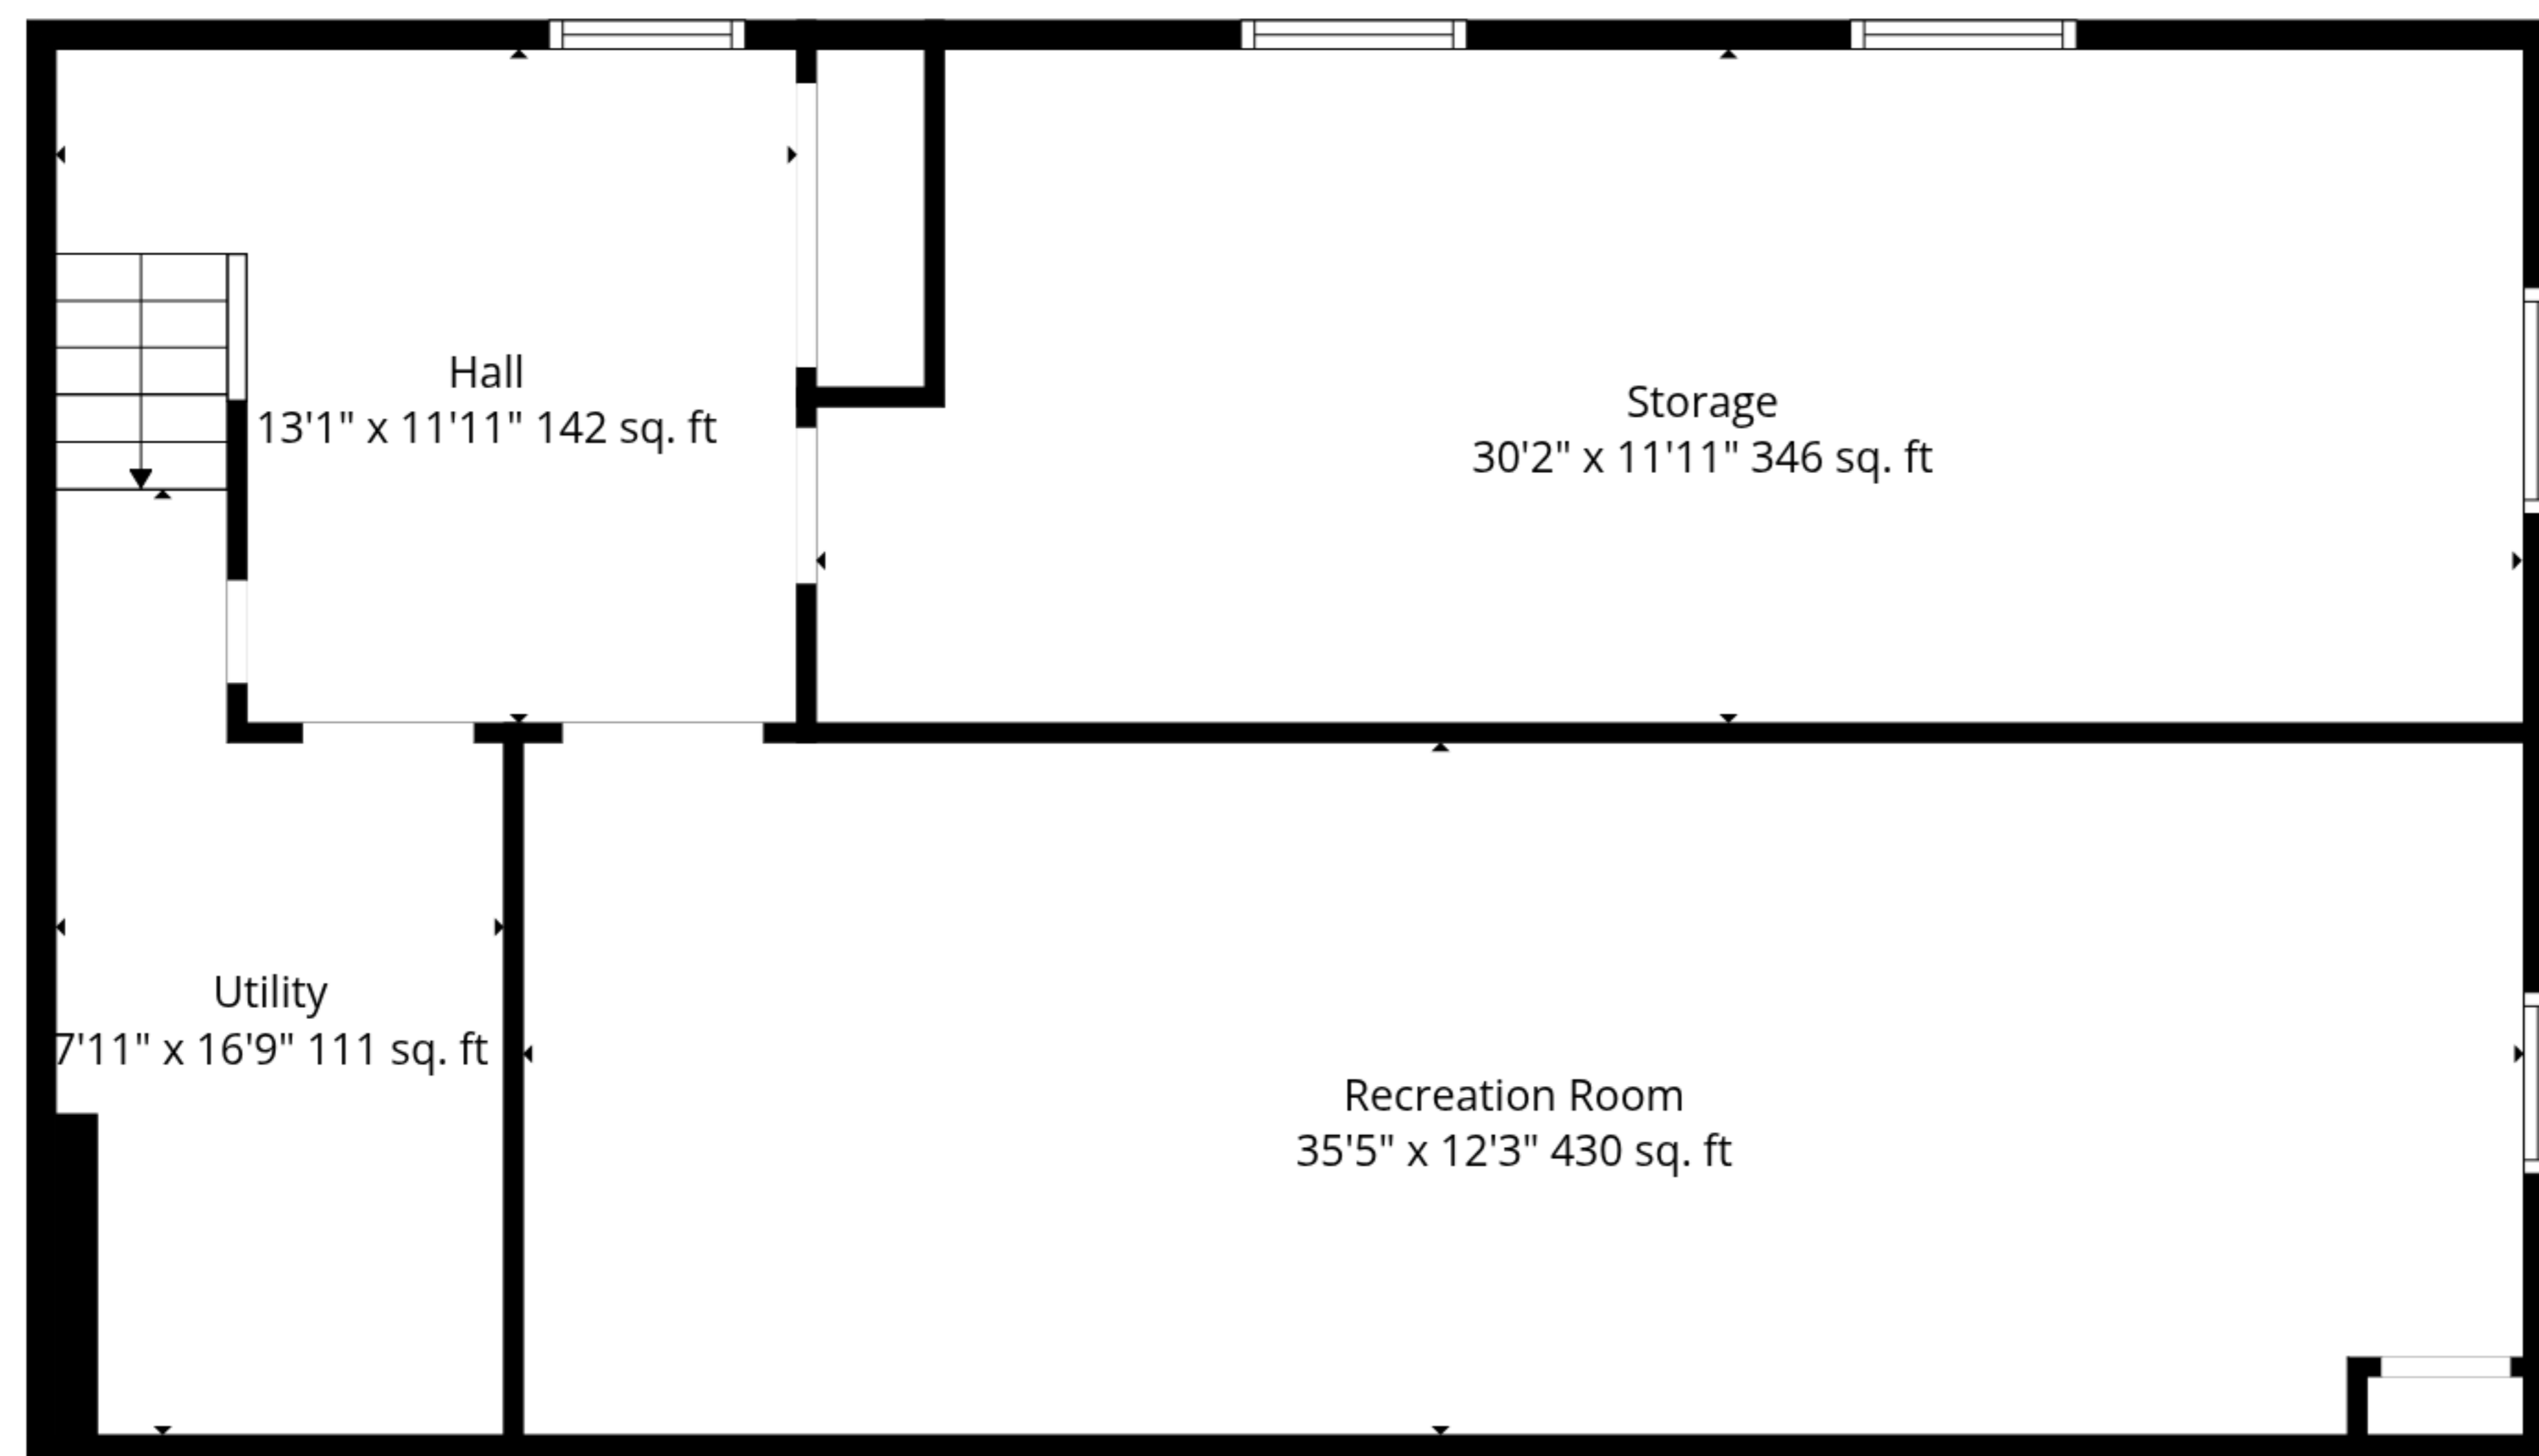 Hall
13'1" x 11'11" 142 sq. ft
Storage
30'2" x 11'11" 346 sq. ft
Utility
7'11" x 16'9" 111 sq. ft
Recreation Room
35'5" x 12'3" 430 sq. ft